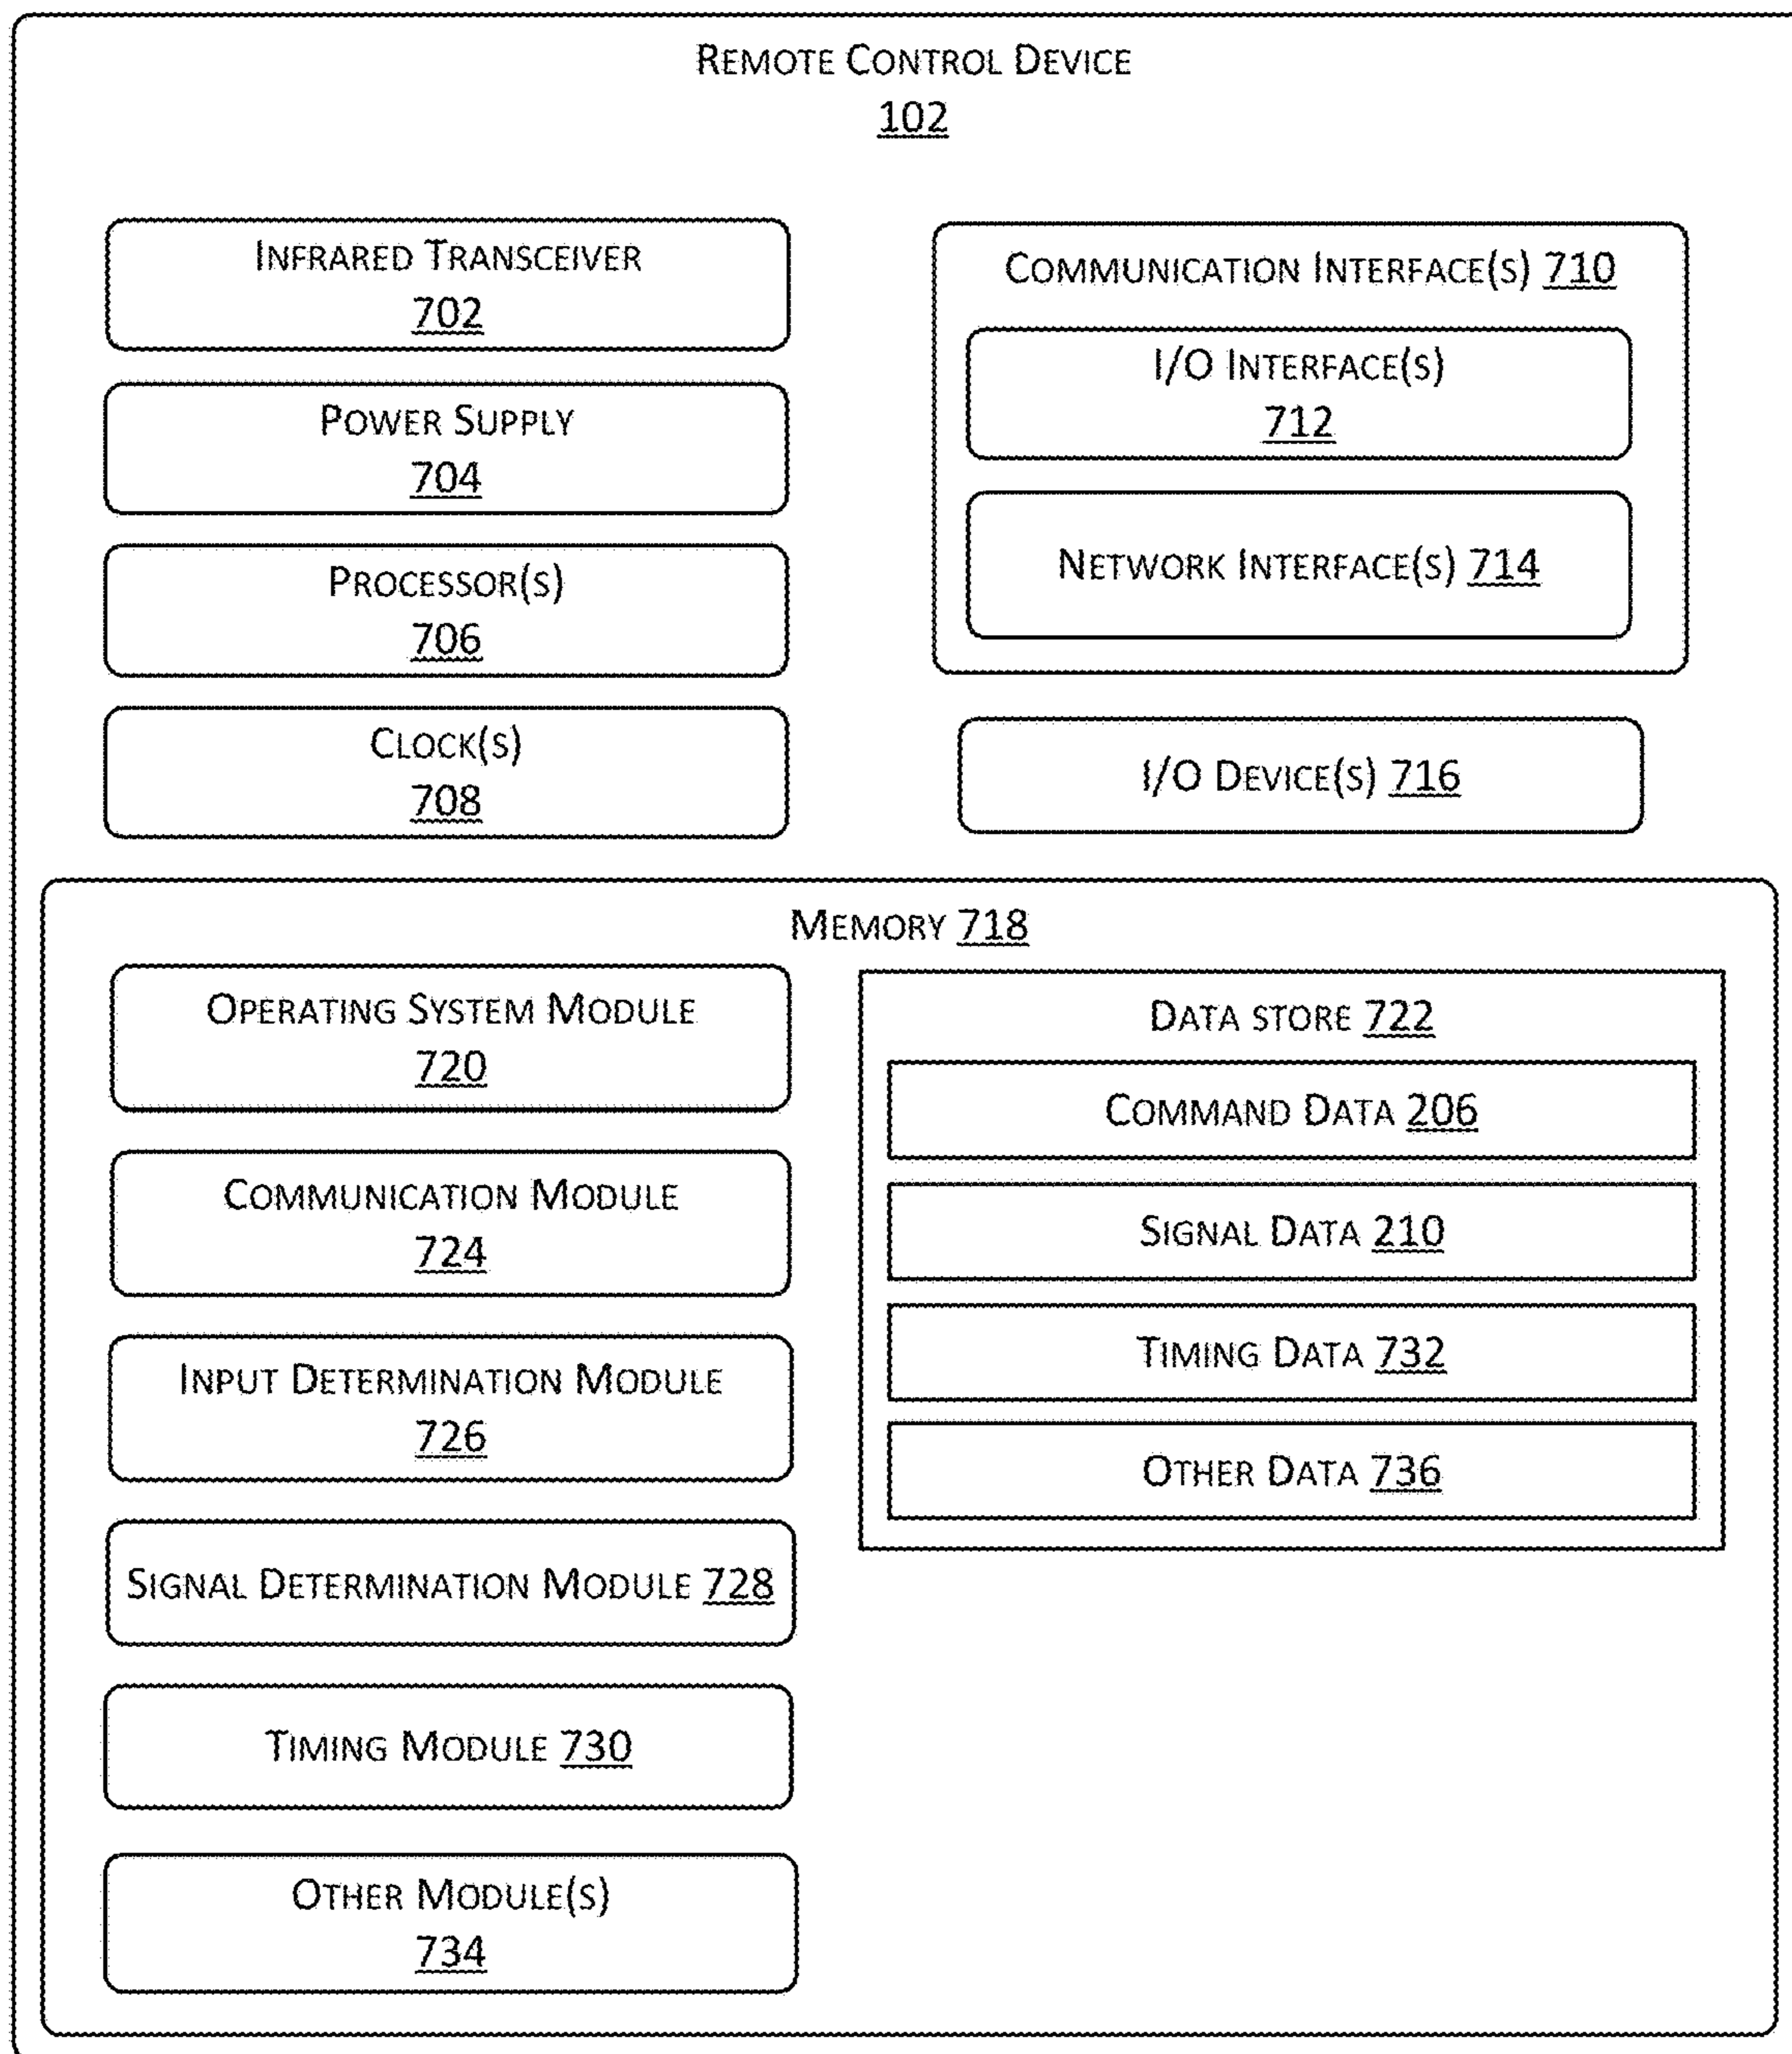 REMOTE CONTROL DEVICE
102
INFRARED TRANSCEIVER
702
POWER SUPPLY
704
PROCESSOR(S)
706
CLOCK(S)
708
COMMUNICATION INTERFACE(S) 710
I/O INTERFACE(S)
712
NETWORK INTERFACE(S) 714
I/O DEVICE(S) 716
MEMORY 718
OPERATING SYSTEM MODULE
720
COMMUNICATION MODULE
724
INPUT DETERMINATION MODULE
726
SIGNAL DETERMINATION MODULE 728
TIMING MODULE 730
OTHER MODULE(S)
734
DATA STORE 722
COMMAND DATA 206
SIGNAL DATA 210
TIMING DATA 732
OTHER DATA 736